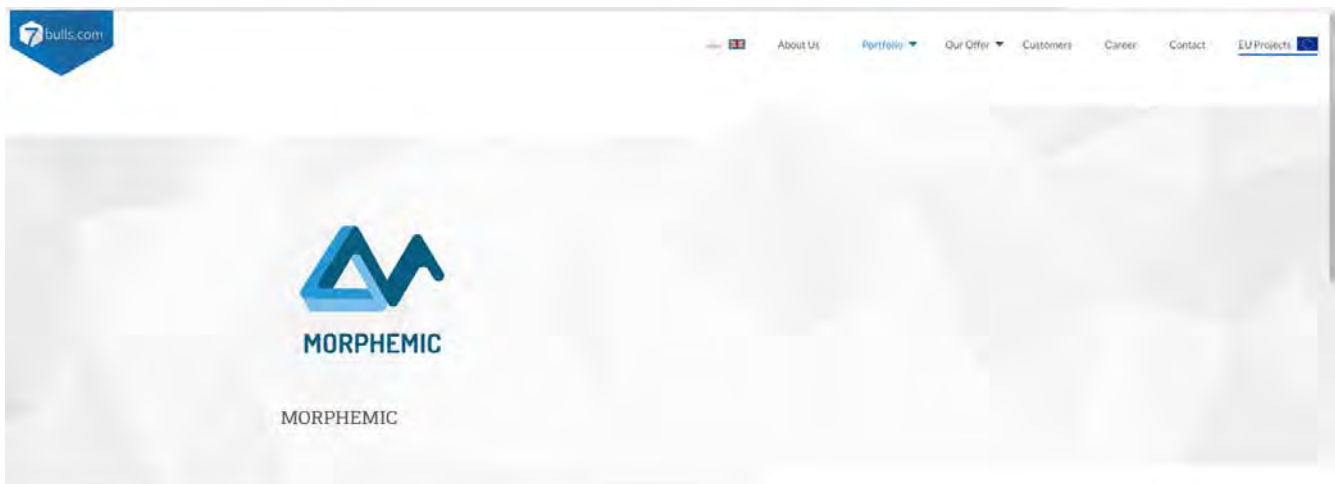 7bulls.com
About Us Portfolio Our Offer Customers Career Contact EU Projects
MORPHEMIC
MORPHEMIC